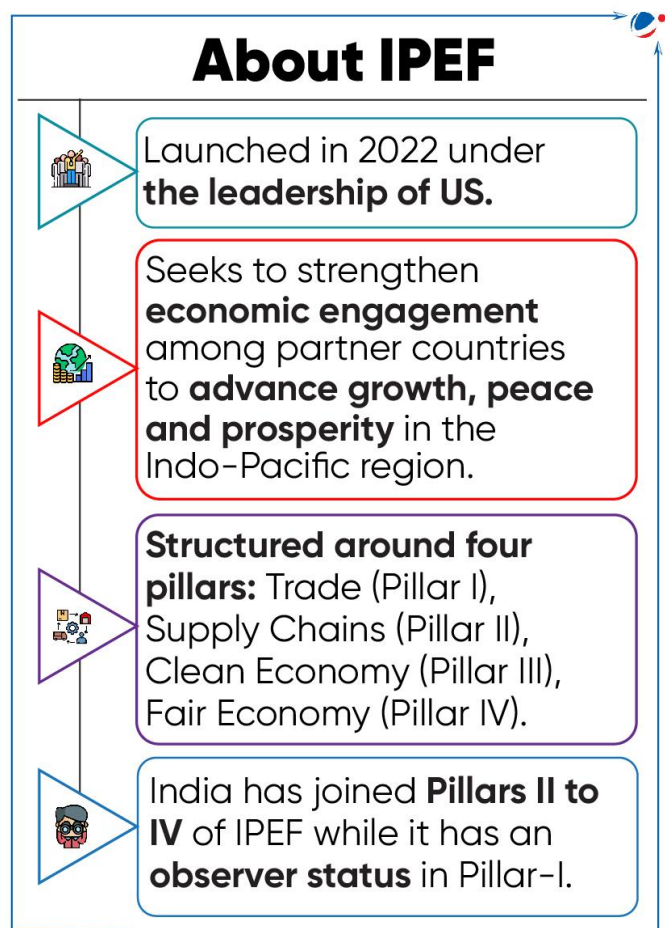 About IPEF
Launched in 2022 under
the leadership of US.
Seeks to strengthen
economic engagement
among partner countries
to advance growth, peace
and prosperity in the
Indo-Pacific region.
Structured around four
pillars: Trade (Pillar I),
Supply Chains (Pillar II),
Clean Economy (Pillar III),
Fair Economy (Pillar IV).
India has joined Pillars II to
IV of IPEF while it has an
observer status in Pillar-I.